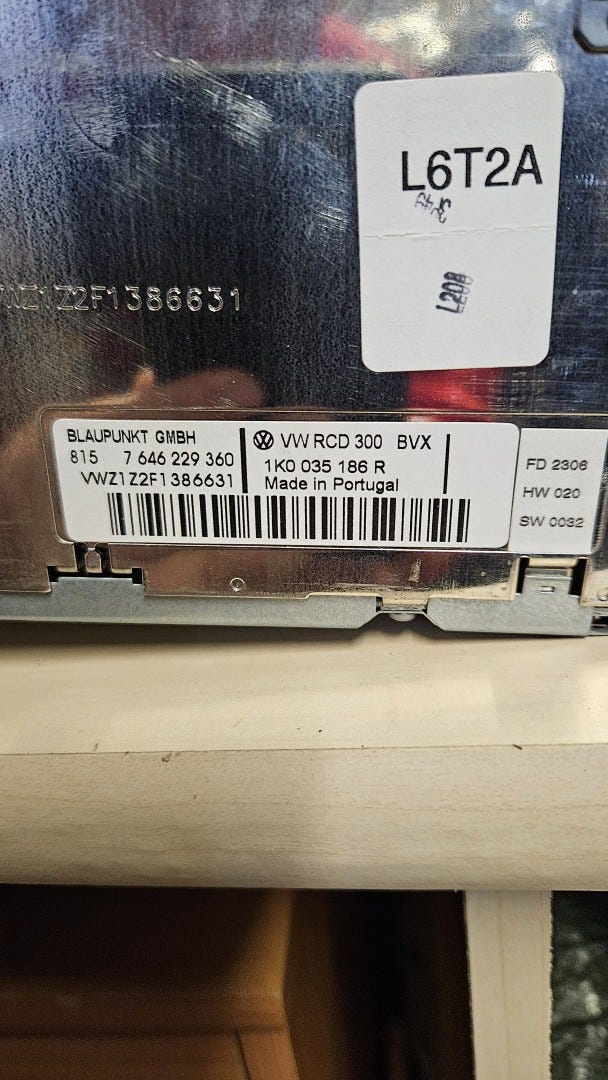 L6T2A
L208
WZ1Z2F1386631
BLAUPUNKT GMBH
815 7 646 229 360
VWZ1Z2F1386631
VW RCD 300 BVX
1K0 035 186 R
Made in Portugal
FD 2306
HW 020
SW 0032